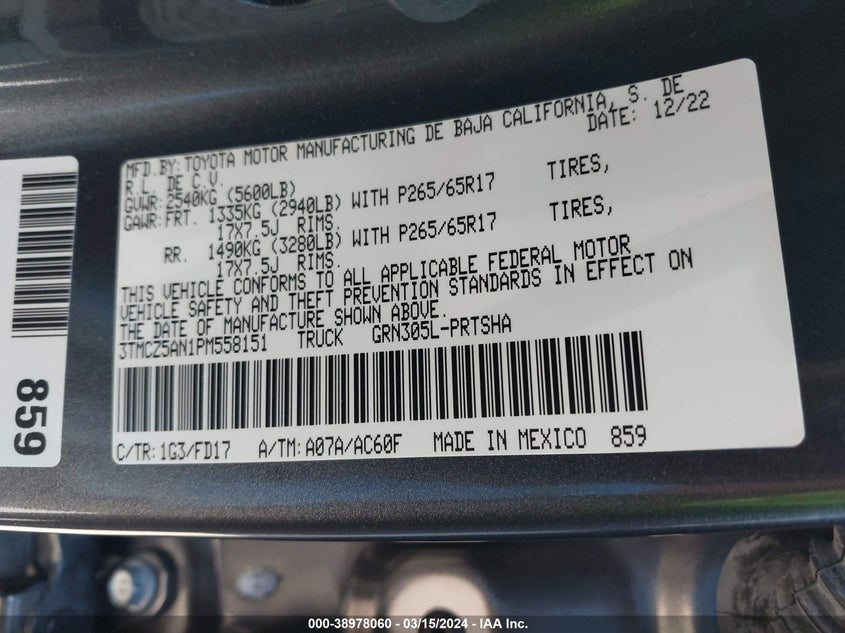 MFD.BY:TOYOTA MOTOR MANUFACTURING DE BAJA CALIFORNIA, S. DE
R.L. DE C.V. DATE: 12/22
GVWR:2540KG (5600LB)
GAWR:FRT. 1335KG (2940LB) WITH P265/65R17 TIRES,
17X7.5J RIMS.
RR. 1490KG (3280LB) WITH P265/65R17 TIRES,
17X7.5J RIMS.
THIS VEHICLE CONFORMS TO ALL APPLICABLE FEDERAL MOTOR
VEHICLE SAFETY AND THEFT PREVENTION STANDARDS IN EFFECT ON
THE DATE OF MANUFACTURE SHOWN ABOVE.
3TMCZ5AN1PM558151 TRUCK GRN305L-PRTSHA
C/TR:1G3/FD17 A/TM:A07A/AC60F MADE IN MEXICO 859
859
000-38978060 - 03/15/2024 - IAA Inc.